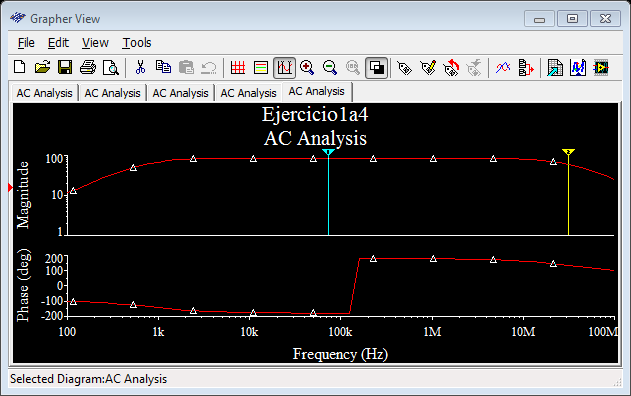 Grapher View
File Edit View Tools
AC Analysis AC Analysis AC Analysis AC Analysis AC Analysis
Ejercicio1a4
AC Analysis
Magnitude
100
10
1
Phase (deg)
200
100
0
-100
-200
100 1k 10k 100k 1M 10M 100M
Frequency (Hz)
Selected Diagram:AC Analysis